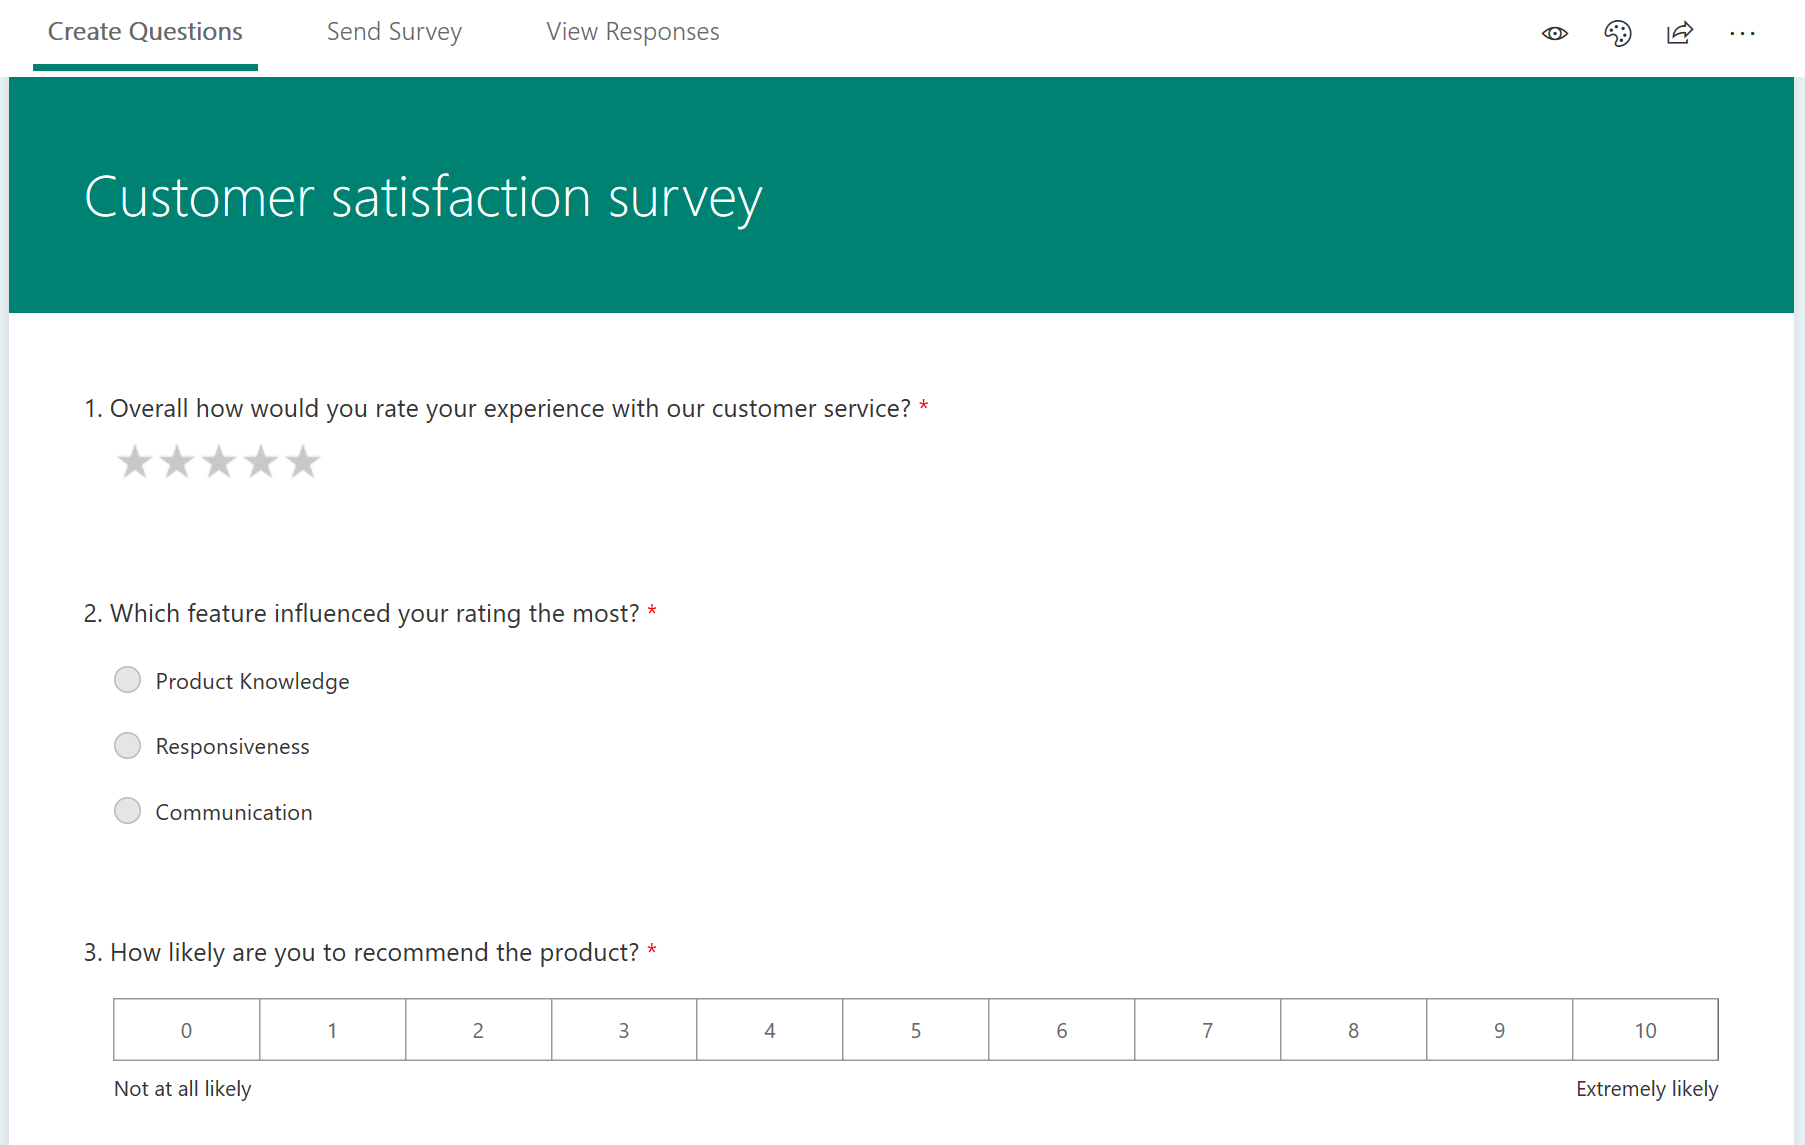 Create Questions Send Survey View Responses
Customer satisfaction survey
1. Overall how would you rate your experience with our customer service? *
2. Which feature influenced your rating the most? *
Product Knowledge
Responsiveness
Communication
3. How likely are you to recommend the product? *
0 1 2 3 4 5 6 7 8 9 10
Not at all likely Extremely likely